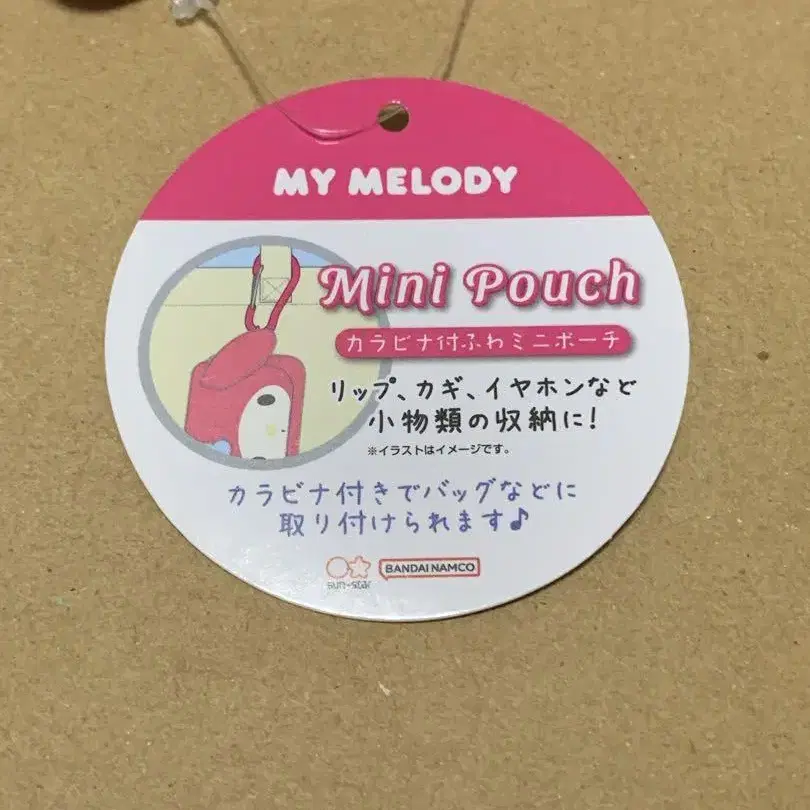 MY MELODY
Mini Pouch
カラビナ付ふわミニポーチ
リップ、カギ、イヤホンなど
小物類の収納に!
※イラストはイメージです。
カラビナ付きでバッグなどに
取り付けられます♪
sun-star
BANDAI NAMCO